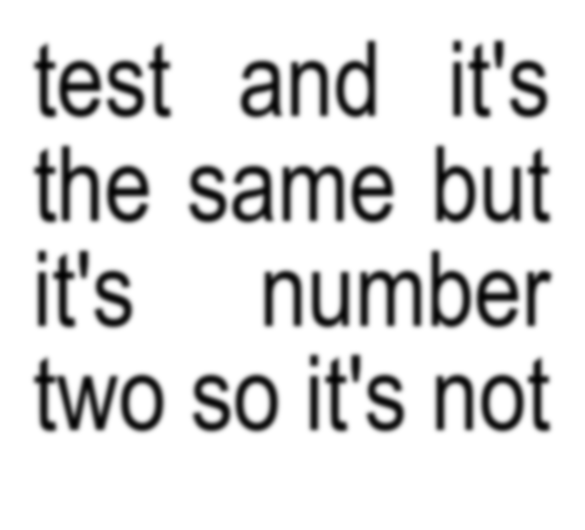 test and it's
the same but
it's number
two so it's not